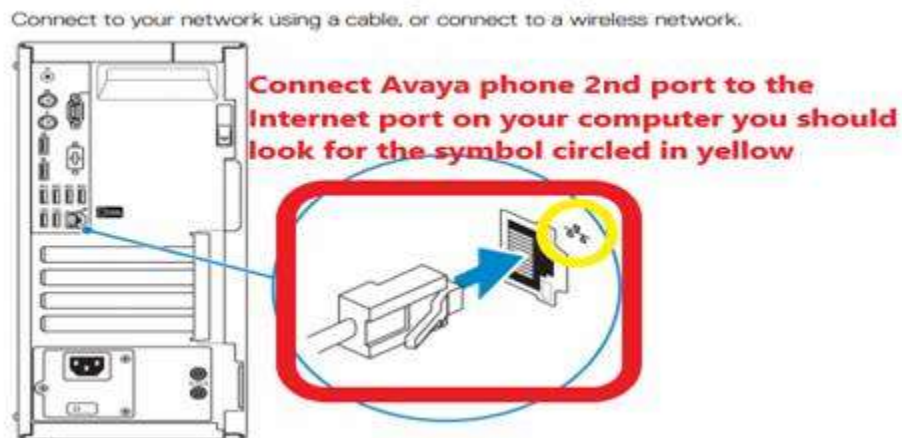 Connect to your network using a cable, or connect to a wireless network.
Connect Avaya phone 2nd port to the
Internet port on your computer you should
look for the symbol circled in yellow